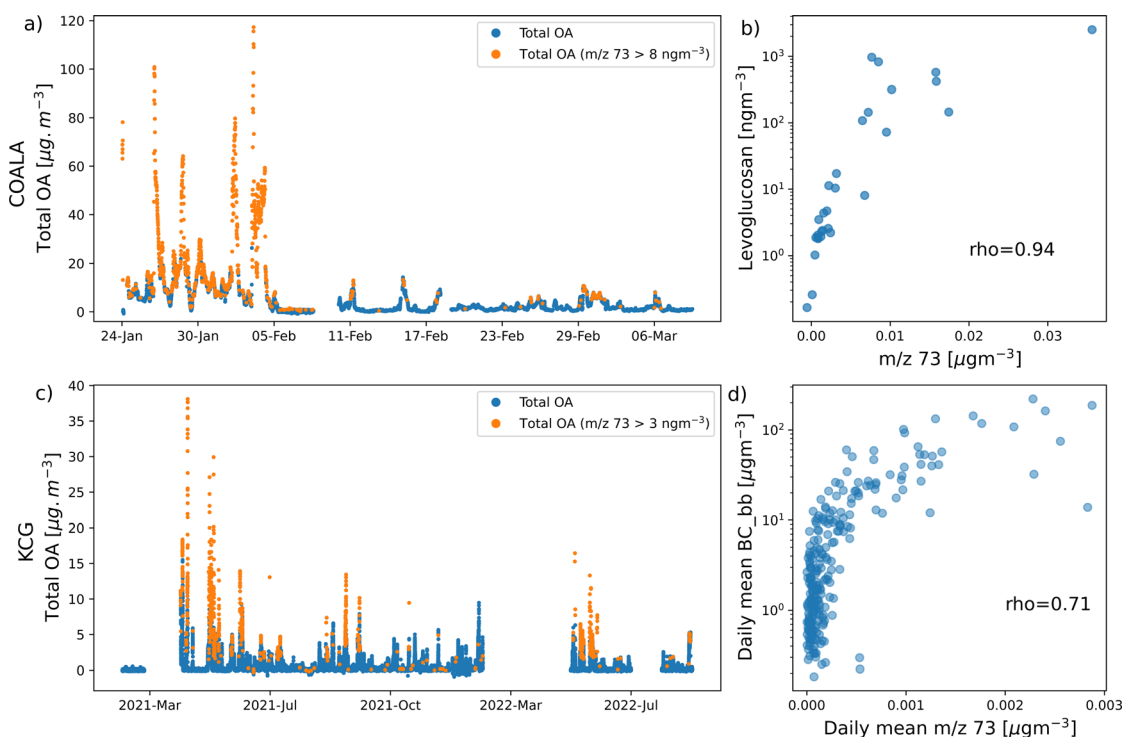 a)
COALA
Total OA [μg.m⁻³]
120
100
80
60
40
20
0
Total OA
Total OA (m/z 73 > 8 ngm⁻³)
24-Jan 30-Jan 05-Feb 11-Feb 17-Feb 23-Feb 29-Feb 06-Mar
b)
Levoglucosan [ngm⁻³]
10³
10²
10¹
10⁰
rho=0.94
0.00 0.01 0.02 0.03
m/z 73 [μgm⁻³]
c)
KCG
Total OA [μg.m⁻³]
40
35
30
25
20
15
10
5
0
Total OA
Total OA (m/z 73 > 3 ngm⁻³)
2021-Mar 2021-Jul 2021-Oct 2022-Mar 2022-Jul
d)
Daily mean BC_bb [μgm⁻³]
10²
10¹
10⁰
rho=0.71
0.000 0.001 0.002 0.003
Daily mean m/z 73 [μgm⁻³]